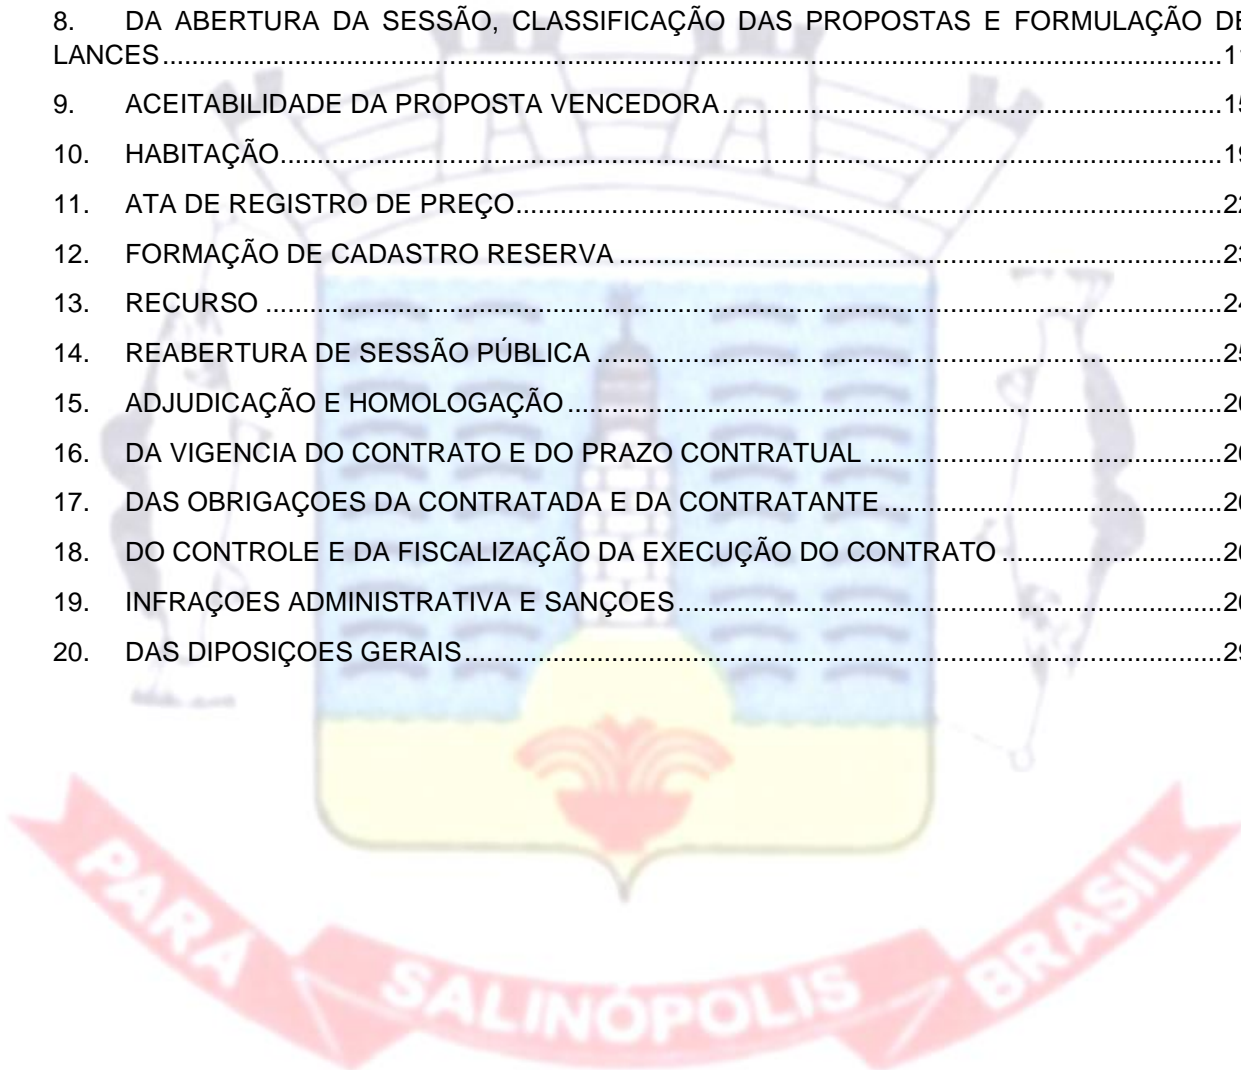 8. DA ABERTURA DA SESSÃO, CLASSIFICAÇÃO DAS PROPOSTAS E FORMULAÇÃO DE
LANCES
9. ACEITABILIDADE DA PROPOSTA VENCEDORA
10. HABITAÇÃO
11. ATA DE REGISTRO DE PREÇO
12. FORMAÇÃO DE CADASTRO RESERVA
13. RECURSO
14. REABERTURA DE SESSÃO PÚBLICA
15. ADJUDICAÇÃO E HOMOLOGAÇÃO
16. DA VIGENCIA DO CONTRATO E DO PRAZO CONTRATUAL
17. DAS OBRIGAÇOES DA CONTRATADA E DA CONTRATANTE
18. DO CONTROLE E DA FISCALIZAÇÃO DA EXECUÇÃO DO CONTRATO
19. INFRAÇOES ADMINISTRATIVA E SANÇOES
20. DAS DIPOSIÇOES GERAIS
PARÁ
SALINÓPOLIS
BRASIL